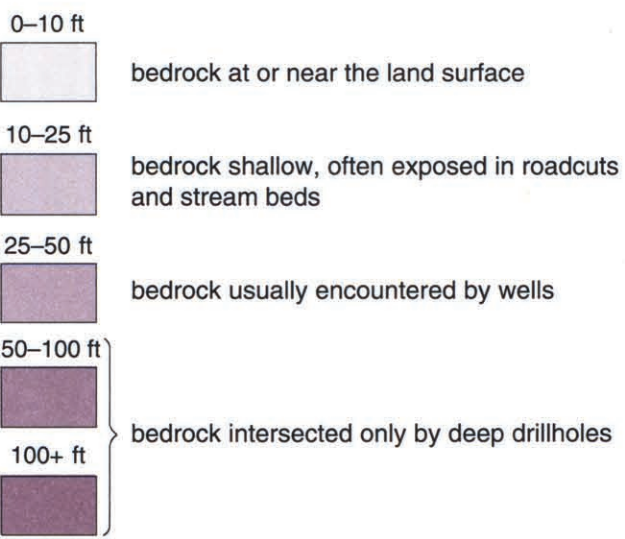 0–10 ft
bedrock at or near the land surface
10–25 ft
bedrock shallow, often exposed in roadcuts
and stream beds
25–50 ft
bedrock usually encountered by wells
50–100 ft
100+ ft
bedrock intersected only by deep drillholes